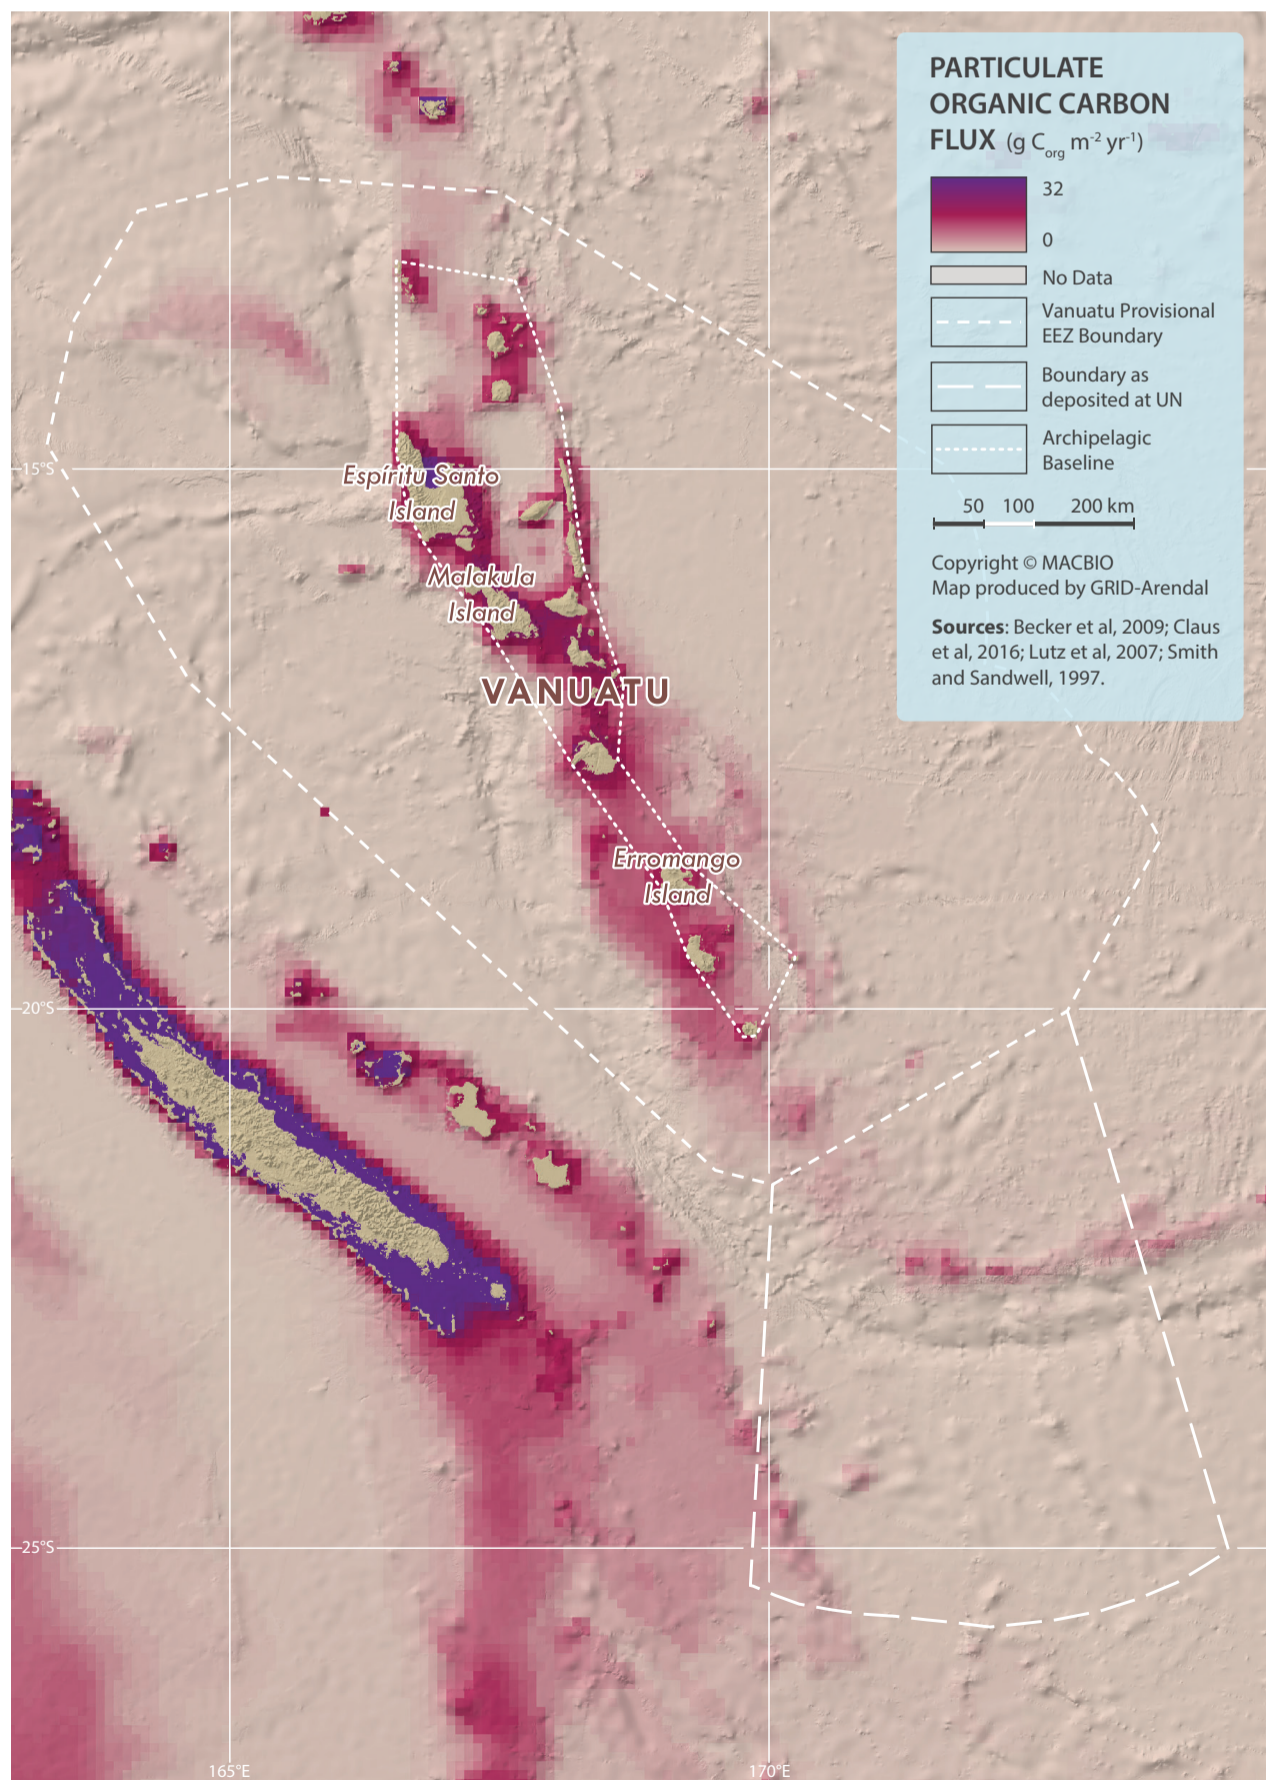 PARTICULATE
ORGANIC CARBON
FLUX (g Corg m-2 yr-1)
32
0
No Data
Vanuatu Provisional
EEZ Boundary
Boundary as
deposited at UN
Archipelagic
Baseline
50 100 200 km
Copyright © MACBIO
Map produced by GRID-Arendal
Sources: Becker et al, 2009; Claus
et al, 2016; Lutz et al, 2007; Smith
and Sandwell, 1997.
15°S
Espíritu Santo
Island
Malakula
Island
VANUATU
Erromango
Island
20°S
25°S
165°E
170°E